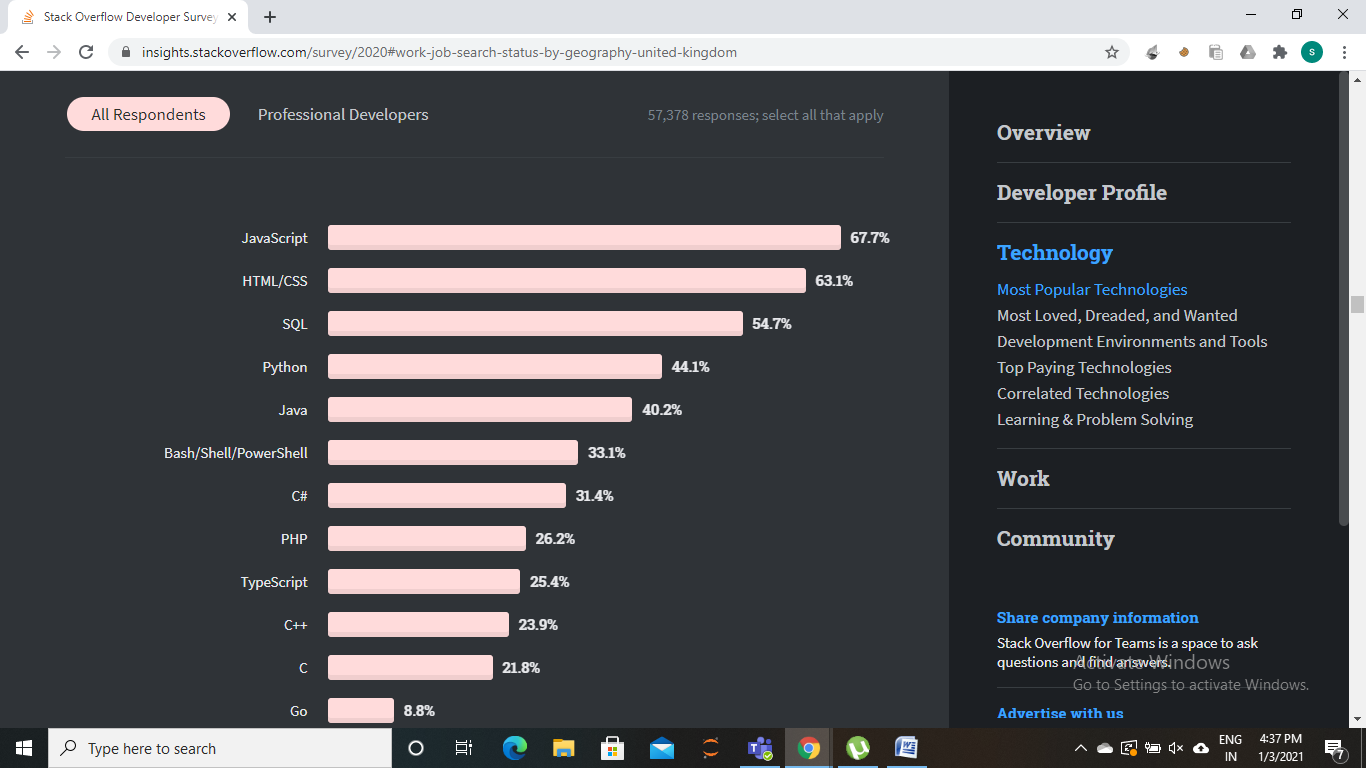 Stack Overflow Developer Survey
insights.stackoverflow.com/survey/2020#work-job-search-status-by-geography-united-kingdom
S
All Respondents
Professional Developers
57,378 responses; select all that apply
JavaScript 67.7%
HTML/CSS 63.1%
SQL 54.7%
Python 44.1%
Java 40.2%
Bash/Shell/PowerShell 33.1%
C# 31.4%
PHP 26.2%
TypeScript 25.4%
C++ 23.9%
C 21.8%
Go 8.8%
Overview
Developer Profile
Technology
Most Popular Technologies
Most Loved, Dreaded, and Wanted
Development Environments and Tools
Top Paying Technologies
Correlated Technologies
Learning & Problem Solving
Work
Community
Share company information
Stack Overflow for Teams is a space to ask
questions and find answers.
Activate Windows
Go to Settings to activate Windows.
Advertise with us
Type here to search
ENG
IN
4:37 PM
1/3/2021
7